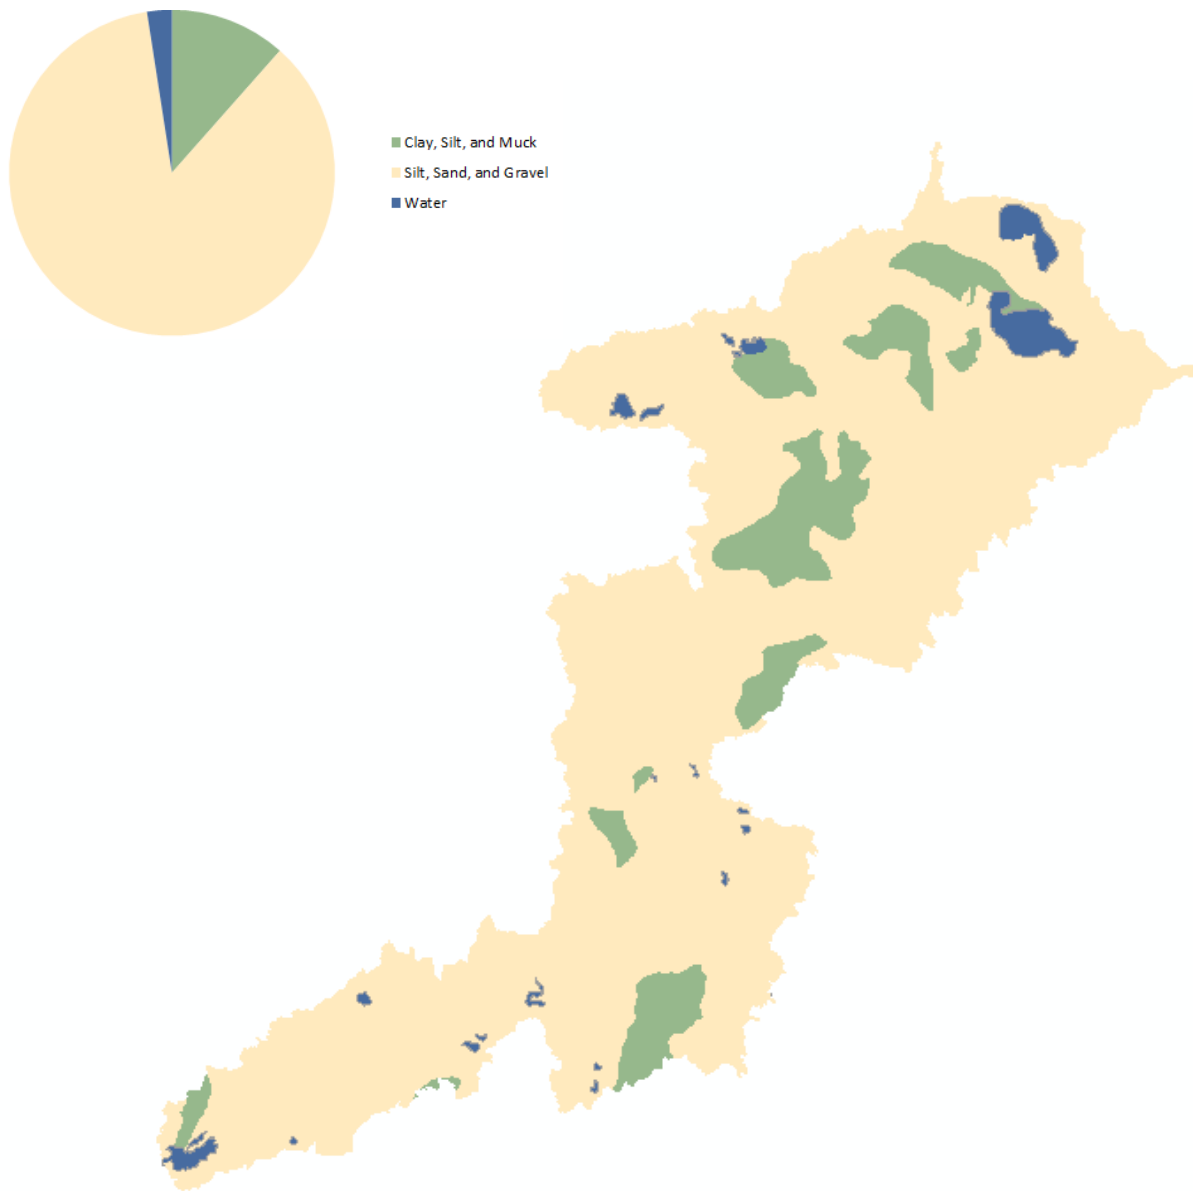 Clay, Silt, and Muck
Silt, Sand, and Gravel
Water